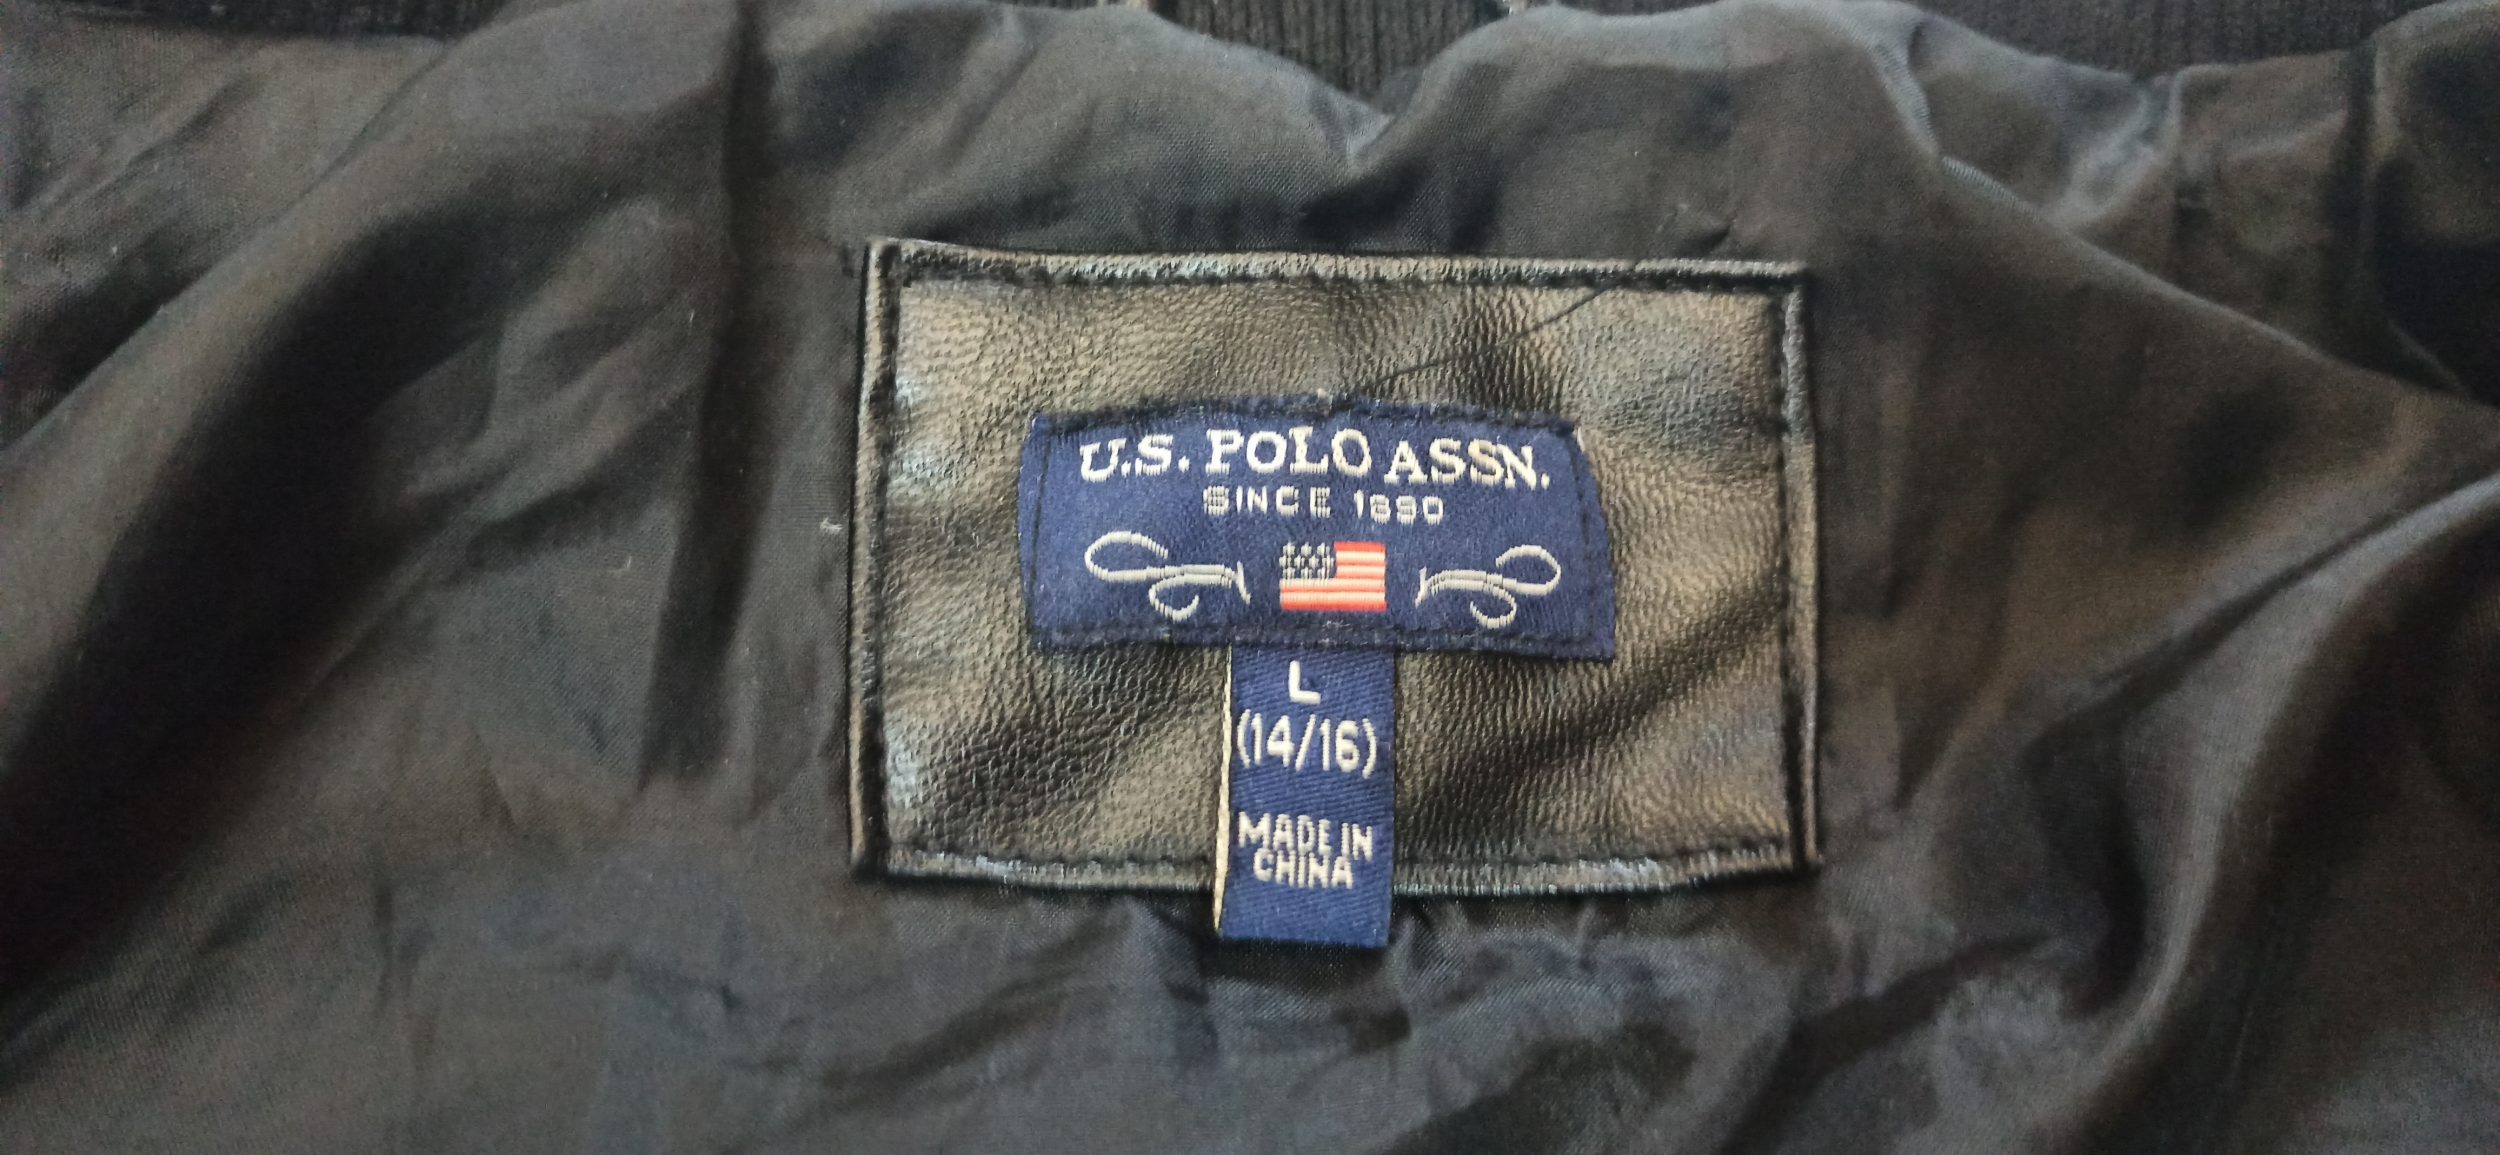 U.S. POLO ASSN.
SINCE 1890
L
(14/16)
MADE IN
CHINA